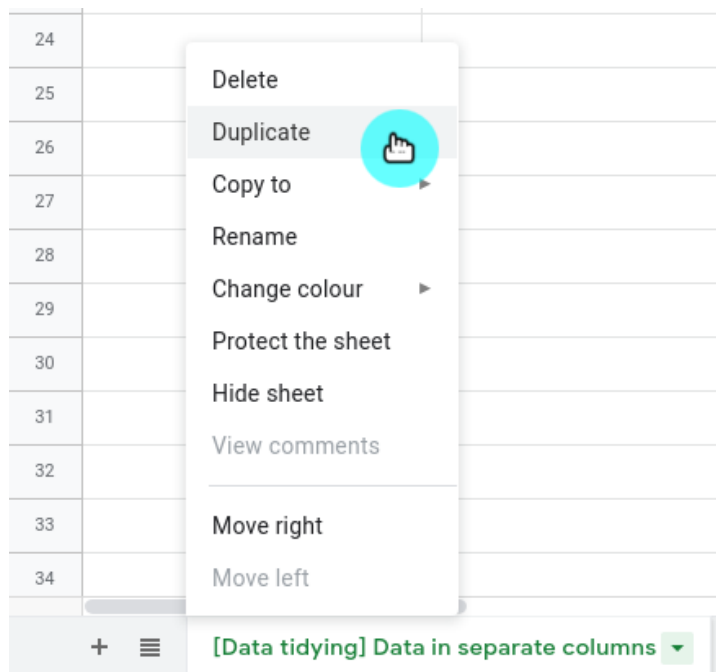 24
Delete
25
Duplicate
26
Copy to
27
Rename
28
Change colour
29
Protect the sheet
30
Hide sheet
31
View comments
32
33
Move right
34
Move left
[Data tidying] Data in separate columns